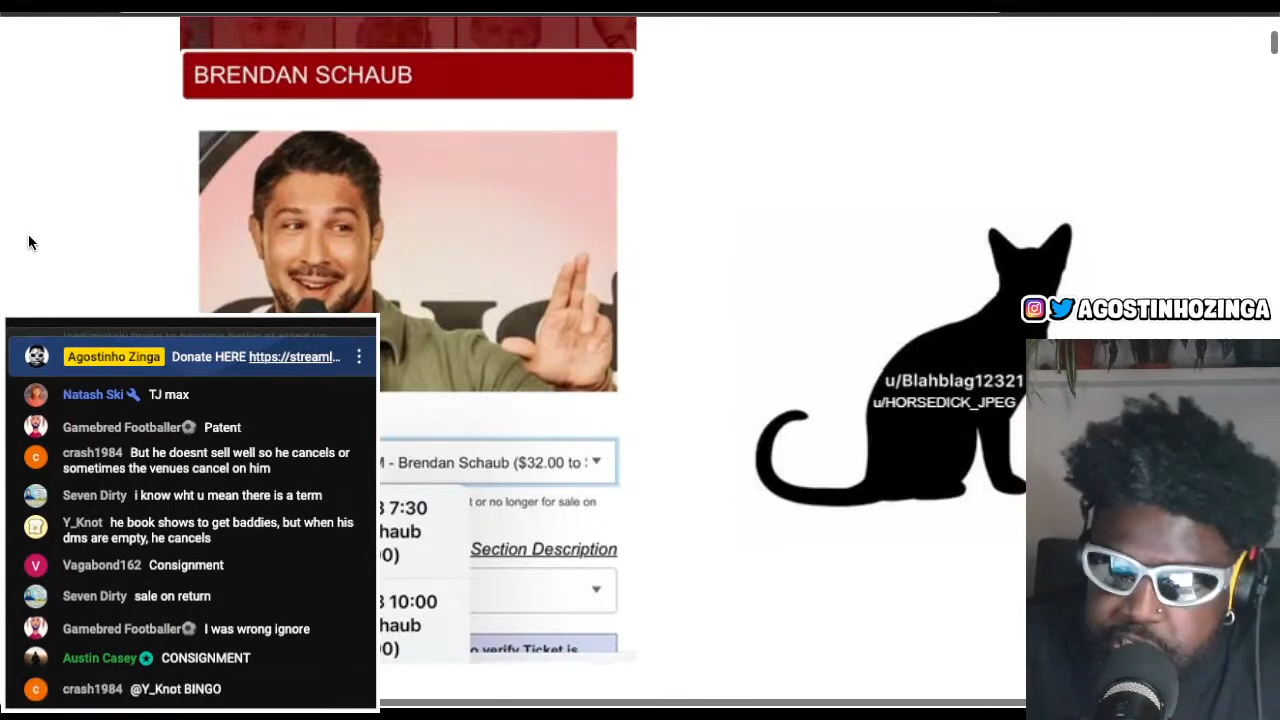 BRENDAN SCHAUB
M - Brendan Schaub ($32.00 to
t or no longer for sale on
3 7:30
haub
00)
Section Description
3 10:00
haub
0)
o verify Ticket is
u/Blahblag12321
u/HORSEDICK_JPEG
AGOSTINHOZINGA
Agostinho Zinga Donate HERE https://streaml...
Natash Ski TJ max
Gamebred Footballer Patent
crash1984 But he doesnt sell well so he cancels or
sometimes the venues cancel on him
Seven Dirty i know wht u mean there is a term
Y_Knot he book shows to get baddies, but when his
dms are empty, he cancels
Vagabond162 Consignment
Seven Dirty sale on return
Gamebred Footballer I was wrong ignore
Austin Casey CONSIGNMENT
crash1984 @Y_Knot BINGO